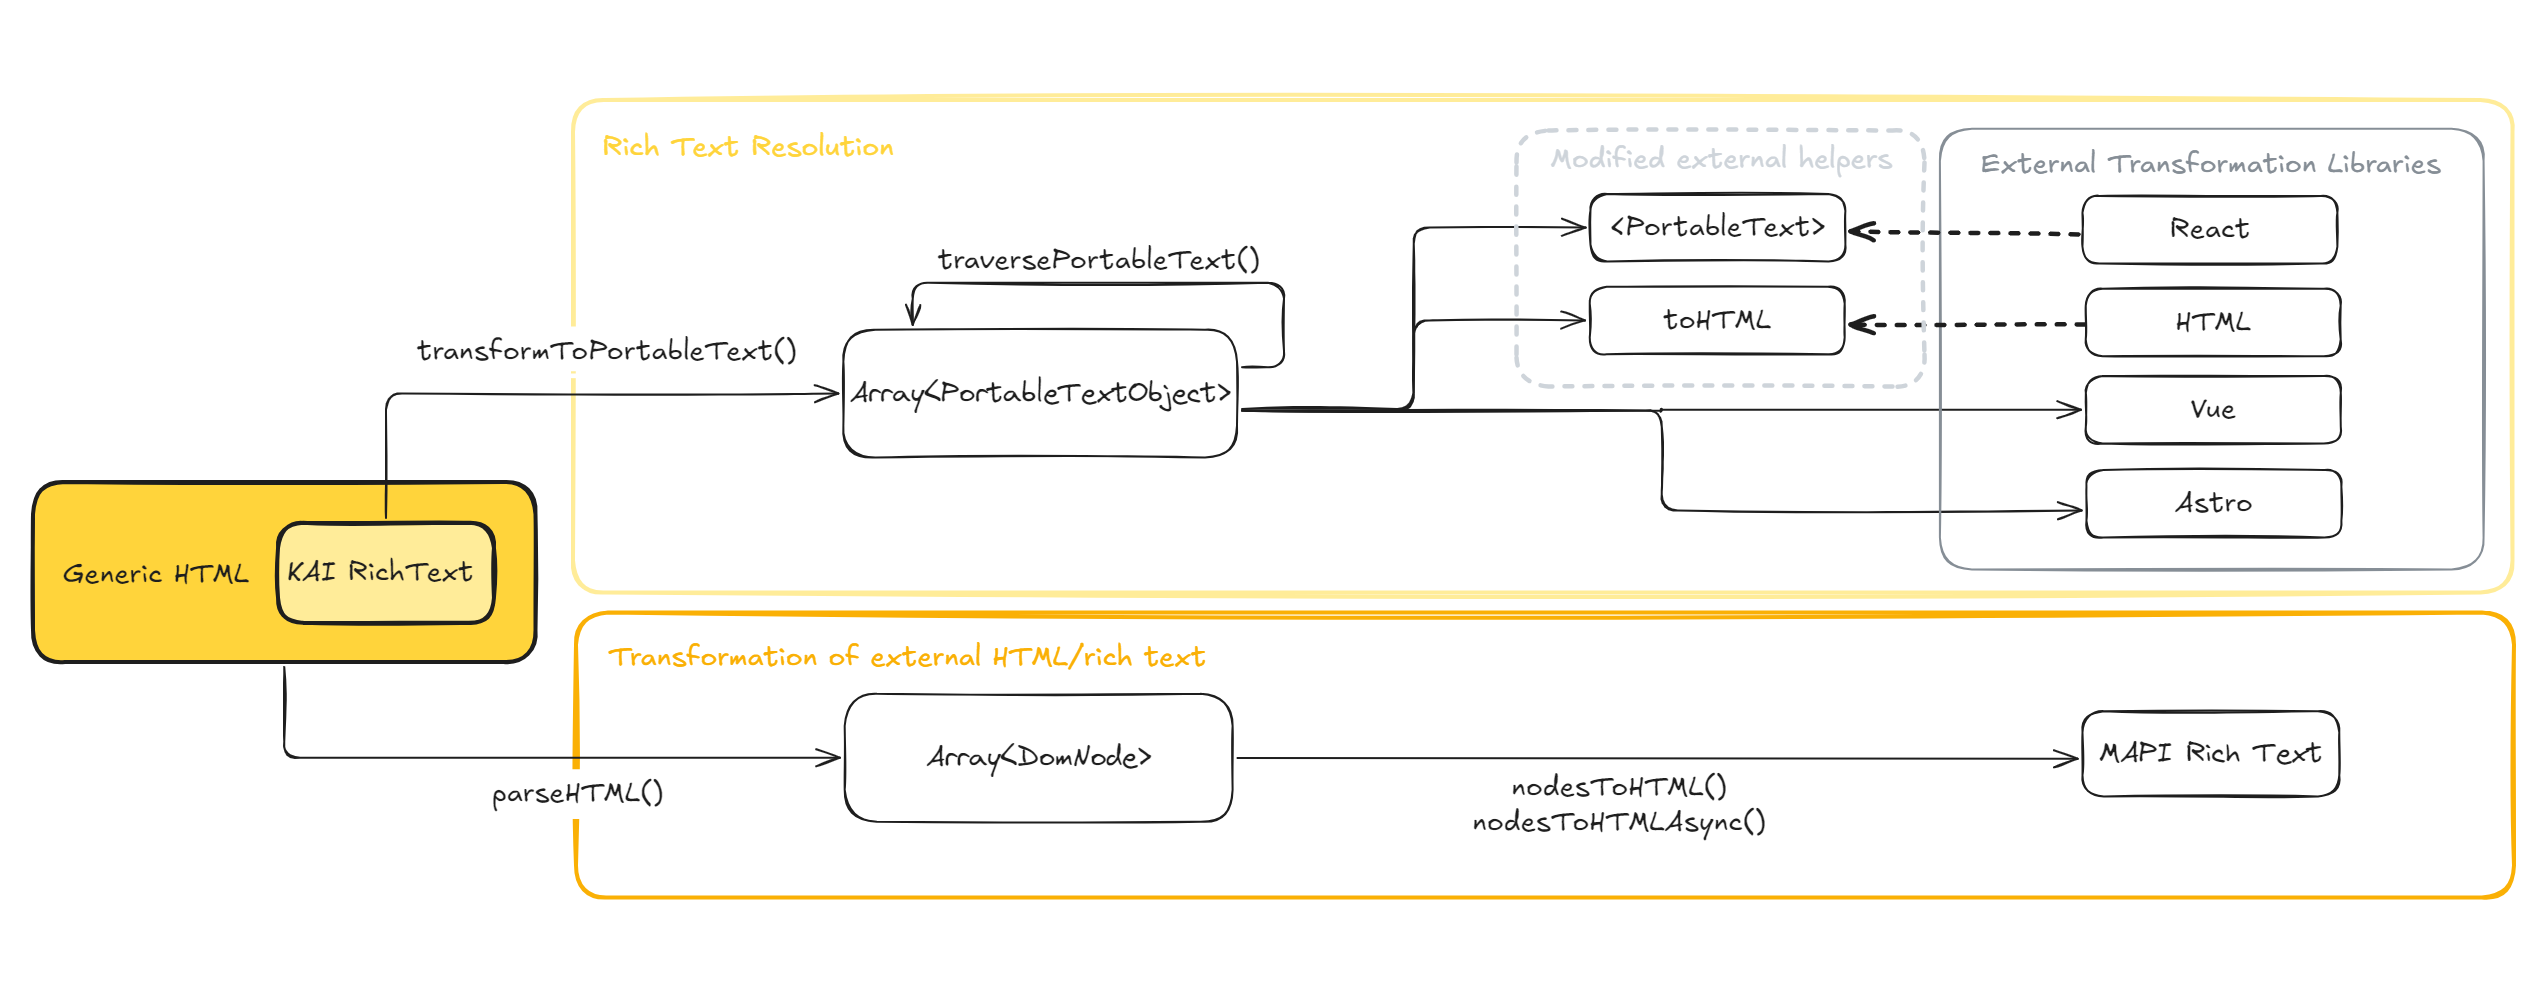 Rich Text Resolution
Modified external helpers
External Transformation Libraries
<PortableText>
React
traversePortableText()
toHTML
HTML
transformToPortableText()
Array<PortableTextObject>
Vue
Astro
Generic HTML
KAI RichText
Transformation of external HTML/rich text
Array<DomNode>
MAPI Rich Text
parseHTML()
nodesToHTML()
nodesToHTMLAsync()